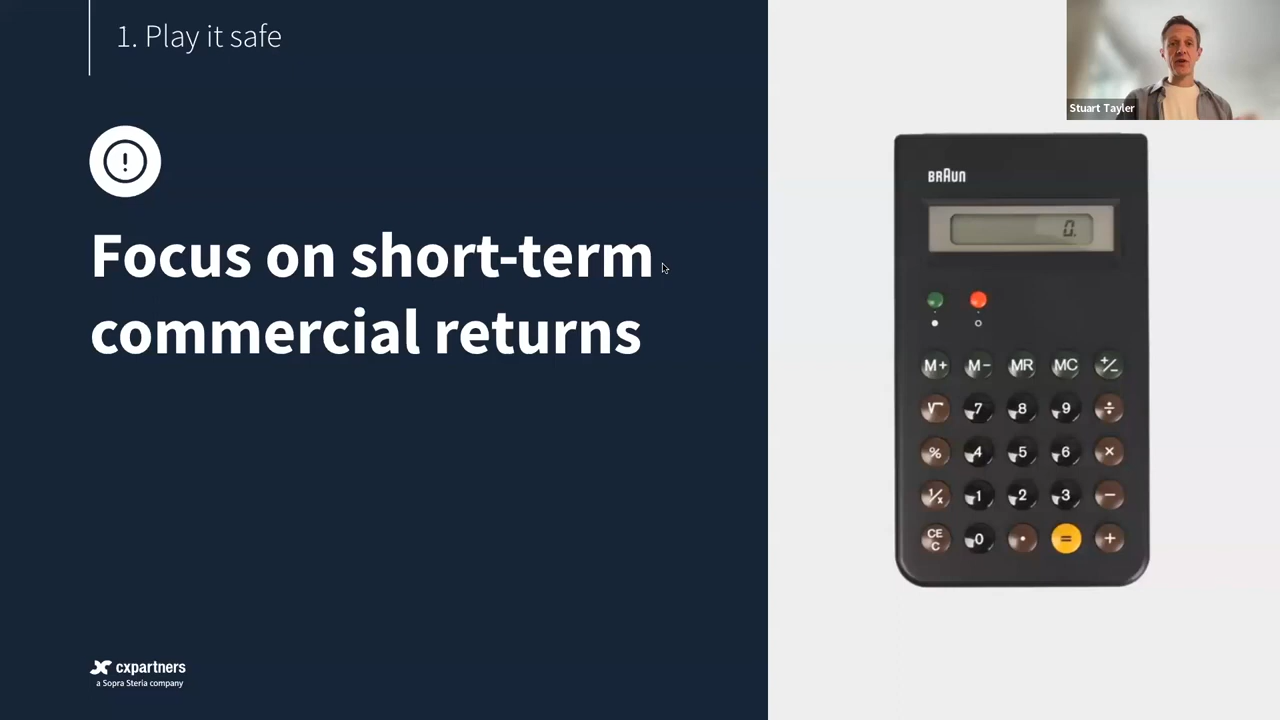 1. Play it safe
Focus on short-term
commercial returns
cxpartners
a Sopra Steria company
Stuart Tayler
BRAUN
0.
M+ M- MR MC +/-
√ 7 8 9 ÷
% 4 5 6 ×
1/x 1 2 3 −
CE
C 0 • = +